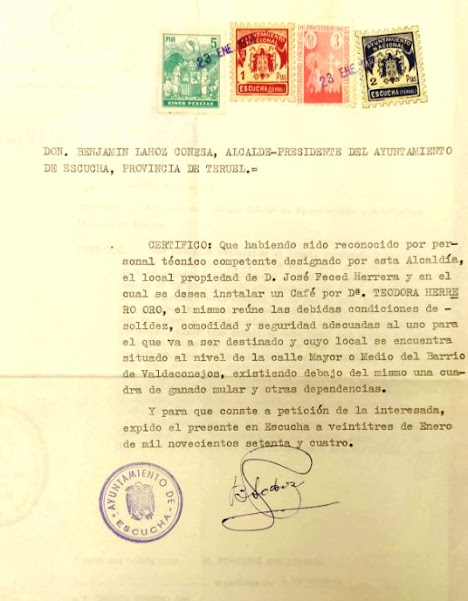 5
PTAS
CINCO PESETAS
AYUNTAMIENTO
NACIONAL
1 Ptas
ESCUCHA
3
AYUNTAMIENTO
NACIONAL
2 Ptas
ESCUCHA
23 ENE
23 ENE
DON. BENJAMIN LAHOZ CONESA, ALCALDE-PRESIDENTE DEL AYUNTAMIENTO
DE ESCUCHA, PROVINCIA DE TERUEL.=
CERTIFICO: Que habiendo sido reconocido por per-
sonal técnico competente designado por esta Alcaldía,
el local propiedad de D. José Feced Herrera y en el
cual se desea instalar un Café por Dª. TEODORA HERRE
RO ORO, el mismo reúne las debidas condiciones de -
solidez, comodidad y seguridad adecuadas al uso para
el que va a ser destinado y cuyo local se encuentra
situado al nivel de la calle Mayor o Medio del Barrio
de Valdeconejos, existiendo debajo del mismo una cua-
dra de ganado mular y otras dependencias.
Y para que conste a petición de la interesada,
expido el presente en Escucha a veintitres de Enero
de mil novecientos setenta y cuatro.
AYUNTAMIENTO DE
ESCUCHA